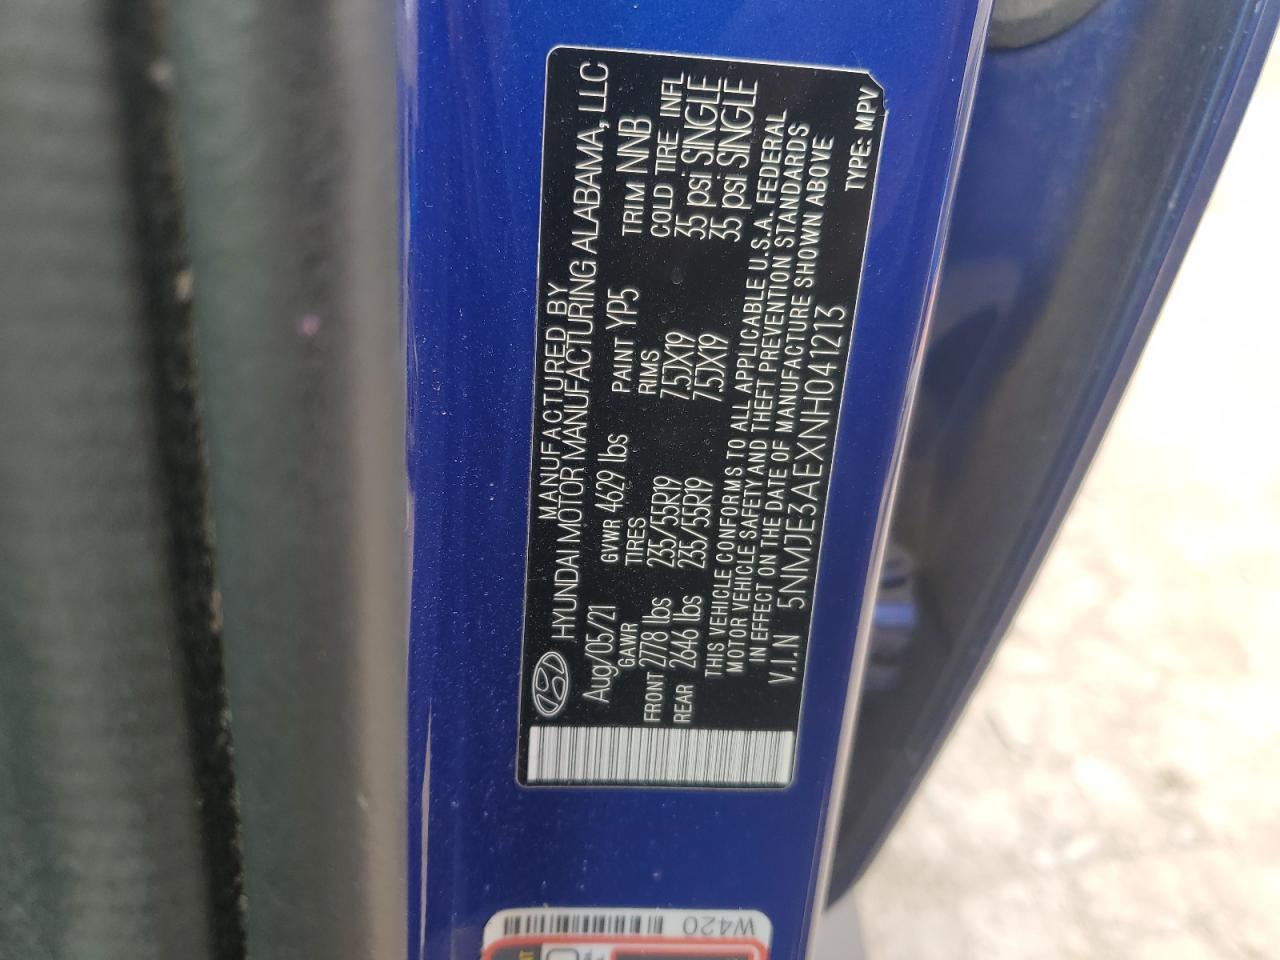 MANUFACTURED BY
HYUNDAI MOTOR MANUFACTURING ALABAMA, LLC
Aug/05/21 GVWR 4629 lbs PAINT YP5 TRIM NNB
GAWR TIRES RIMS COLD TIRE INFL
FRONT 2778 lbs 235/55R19 7.5JX19 35 psi SINGLE
REAR 2646 lbs 235/55R19 7.5JX19 35 psi SINGLE
THIS VEHICLE CONFORMS TO ALL APPLICABLE U.S.A. FEDERAL
MOTOR VEHICLE SAFETY AND THEFT PREVENTION STANDARDS
IN EFFECT ON THE DATE OF MANUFACTURE SHOWN ABOVE
V.I.N 5NMJE3AEXNH041213 TYPE: MPV
W420